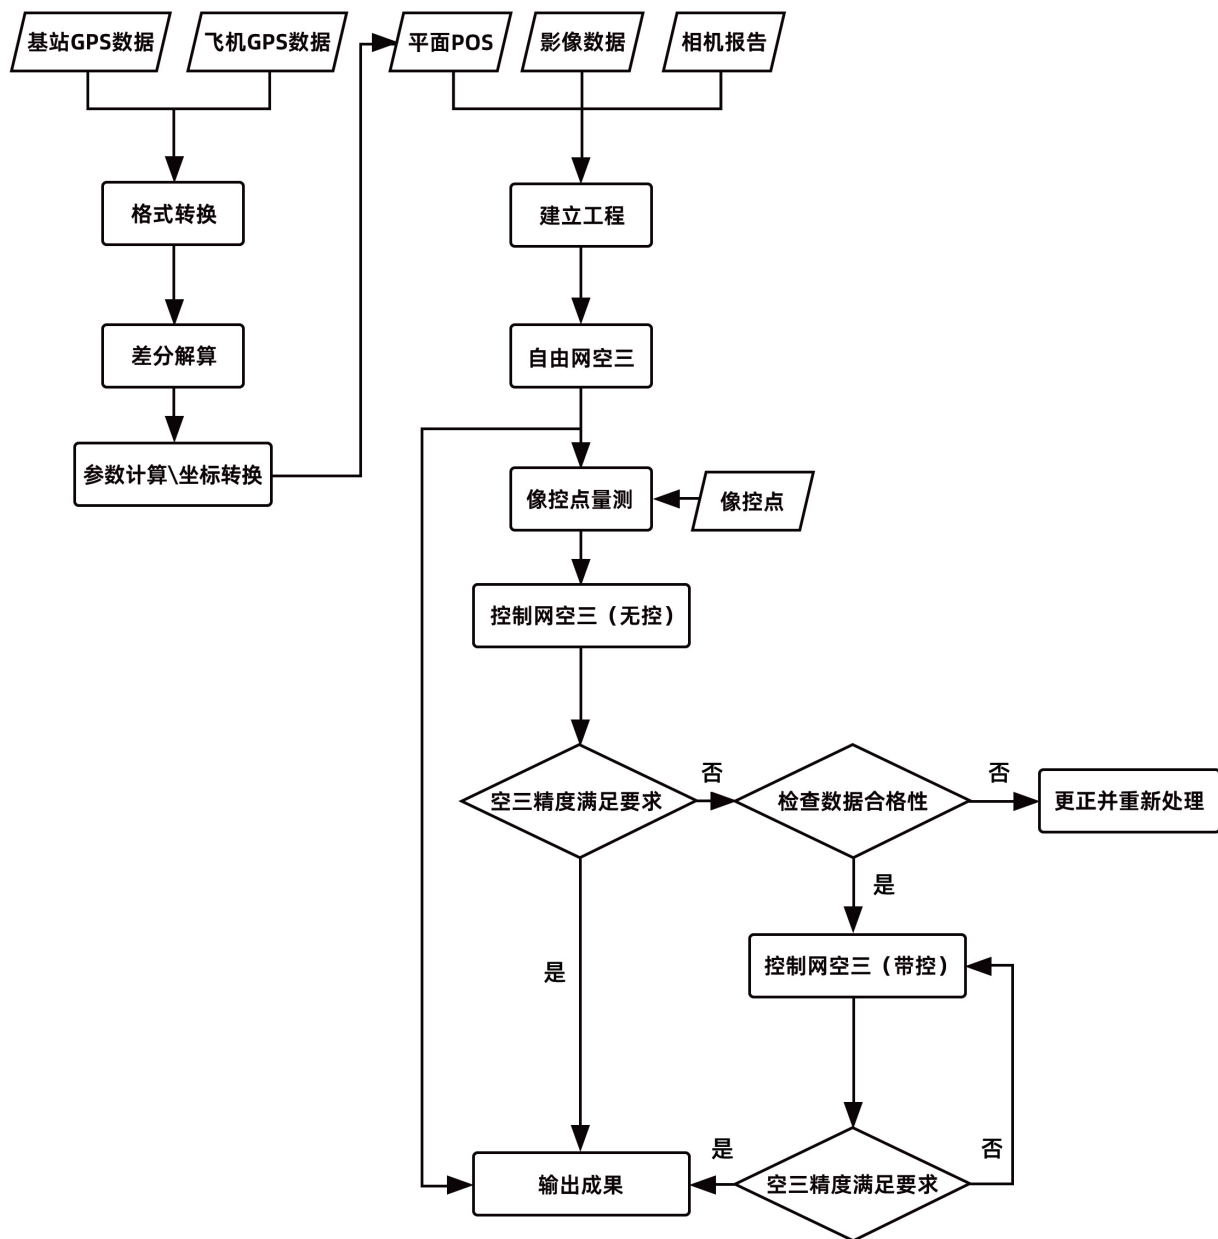 基站GPS数据
飞机GPS数据
平面POS
影像数据
相机报告
格式转换
建立工程
差分解算
自由网空三
参数计算\坐标转换
像控点量测
像控点
控制网空三（无控）
空三精度满足要求
否
检查数据合格性
否
更正并重新处理
是
是
控制网空三（带控）
输出成果
是
空三精度满足要求
否